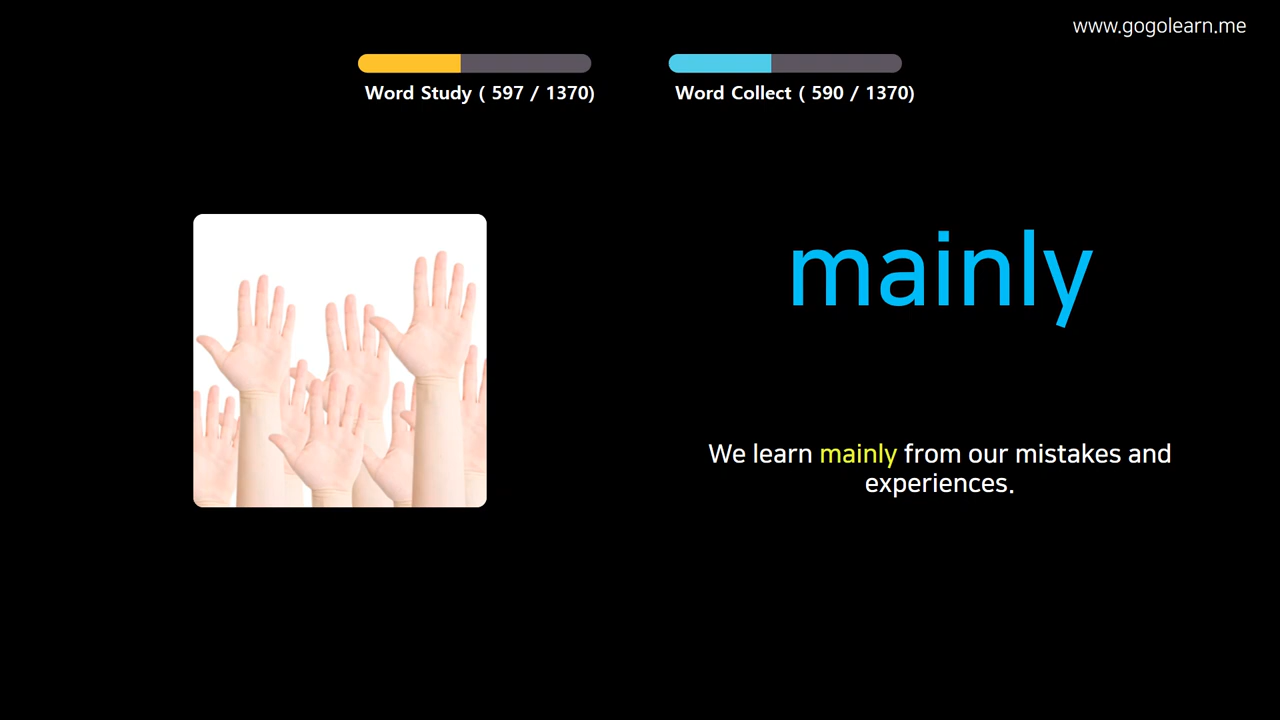 www.gogolearn.me
Word Study ( 597 / 1370)
Word Collect ( 590 / 1370)
mainly
We learn mainly from our mistakes and
experiences.